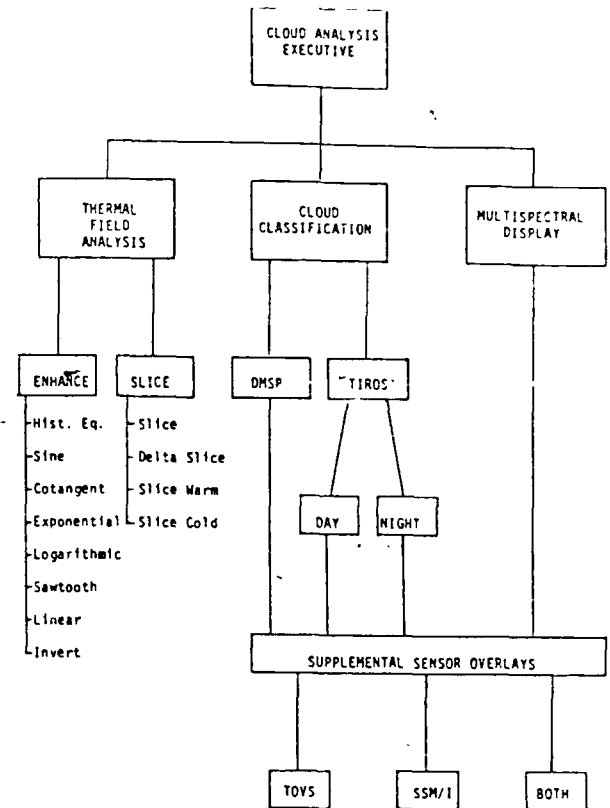 CLOUD ANALYSIS
EXECUTIVE
THERMAL
FIELD
ANALYSIS
CLOUD
CLASSIFICATION
MULTISPECTRAL
DISPLAY
ENHANCE
SLICE
DMSP
TIROS
Hist. Eq.
Sine
Cotangent
Exponential
Logarithmic
Sawtooth
Linear
Invert
Slice
Delta Slice
Slice Warm
Slice Cold
DAY
NIGHT
SUPPLEMENTAL SENSOR OVERLAYS
TOVS
SSM/I
BOTH